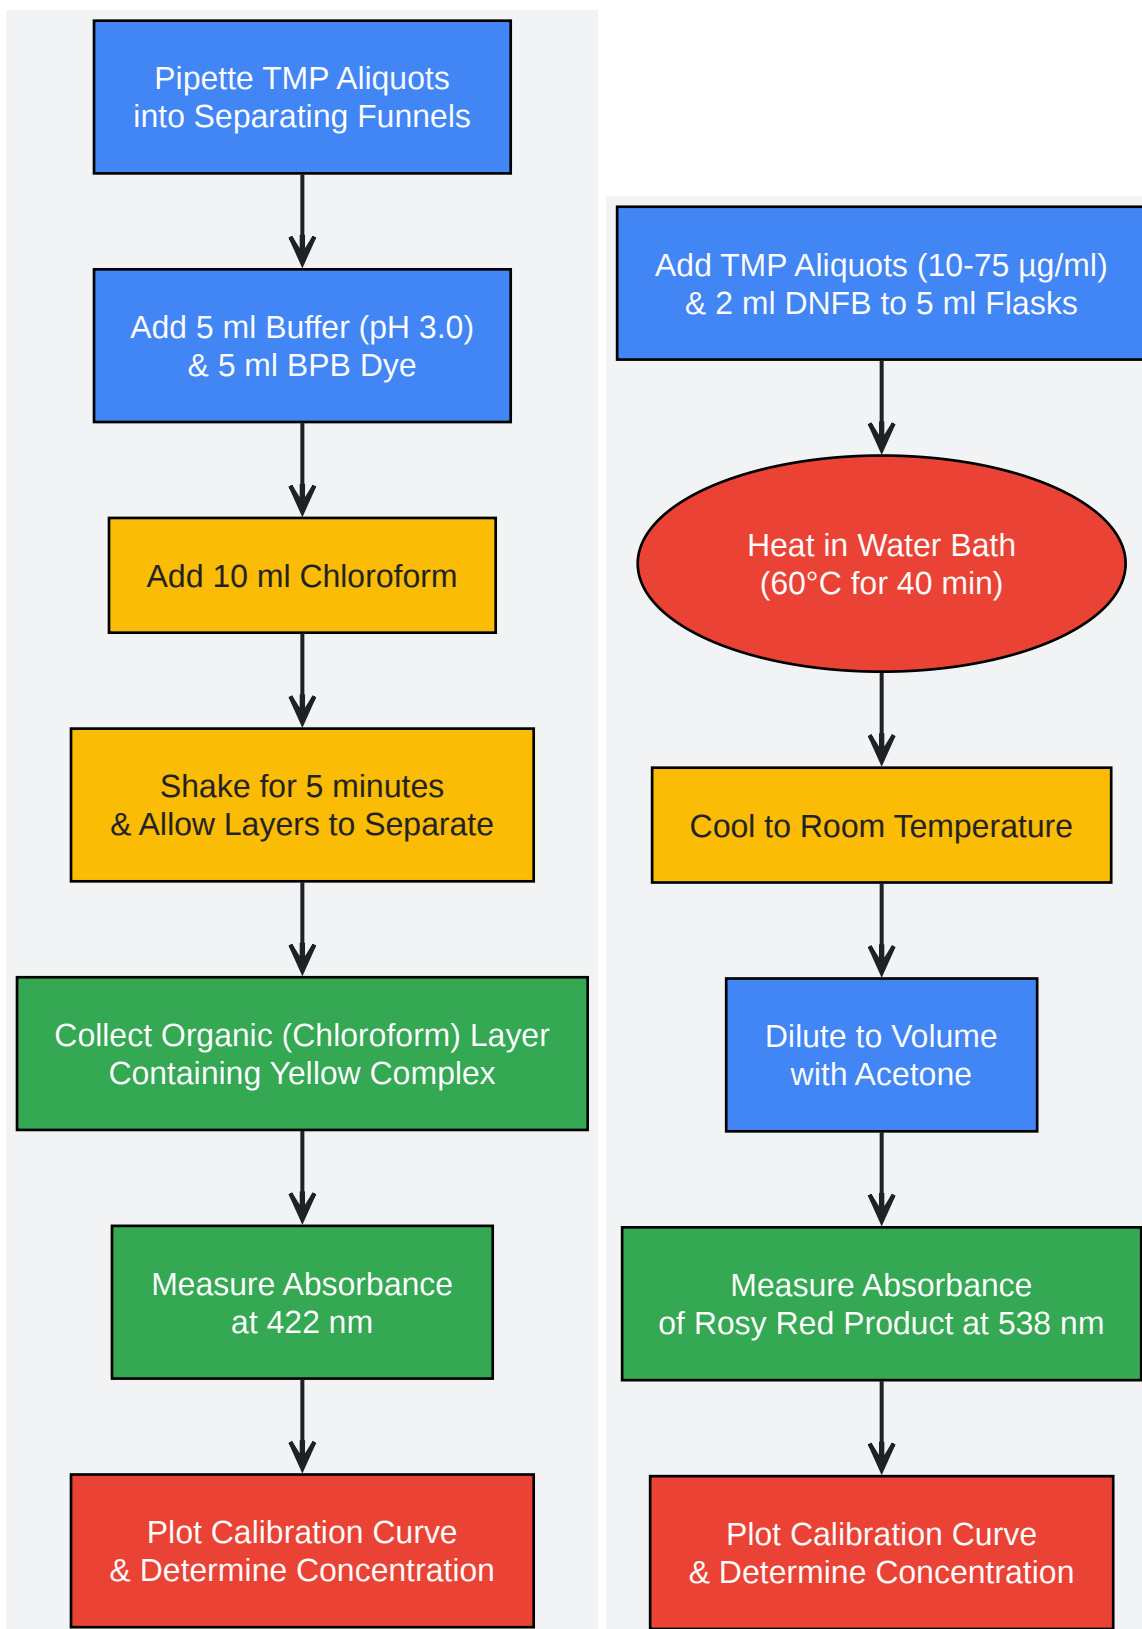 Pipette TMP Aliquots
into Separating Funnels
Add 5 ml Buffer (pH 3.0)
& 5 ml BPB Dye
Add 10 ml Chloroform
Shake for 5 minutes
& Allow Layers to Separate
Collect Organic (Chloroform) Layer
Containing Yellow Complex
Measure Absorbance
at 422 nm
Plot Calibration Curve
& Determine Concentration
Add TMP Aliquots (10-75 µg/ml)
& 2 ml DNFB to 5 ml Flasks
Heat in Water Bath
(60°C for 40 min)
Cool to Room Temperature
Dilute to Volume
with Acetone
Measure Absorbance
of Rosy Red Product at 538 nm
Plot Calibration Curve
& Determine Concentration